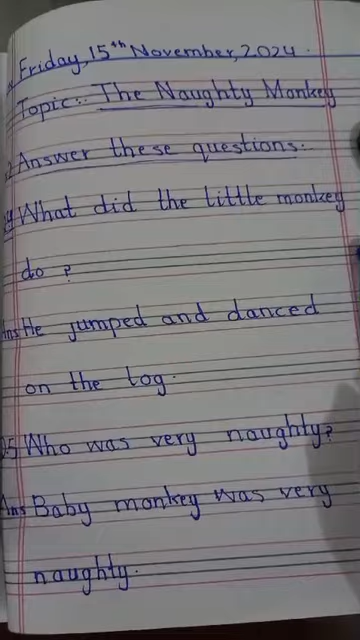 Friday, 15th November, 2024.
Topic:. The Naughty Monkey
Answer these questions:.
What did the little monkey
do ?
Ans He jumped and danced
on the log.
Q5 Who was very naughty?
Ans Baby monkey was very
naughty.